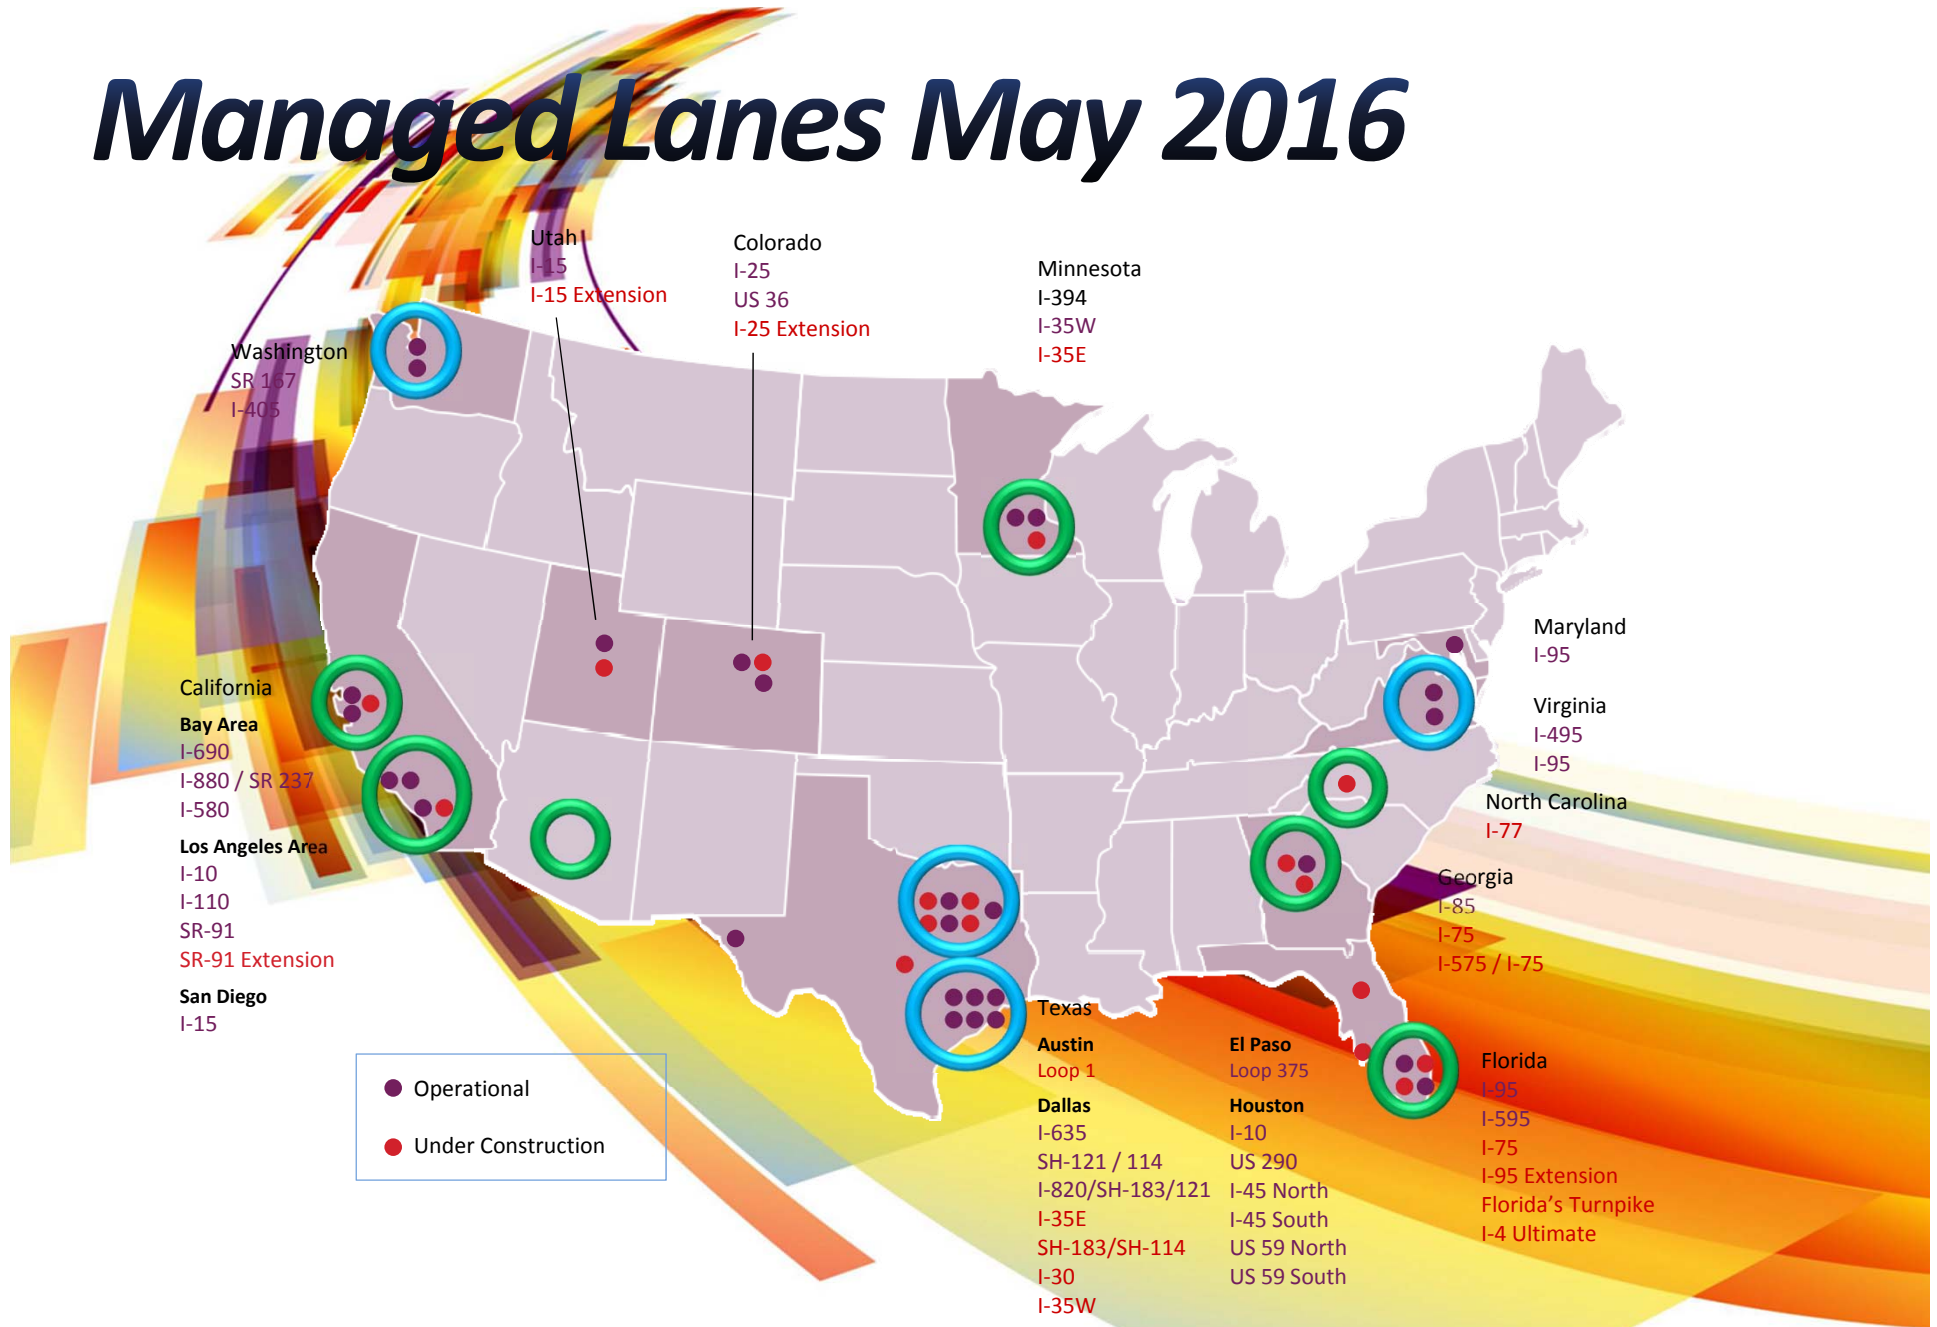 Managed Lanes May 2016
Utah
I-15
I-15 Extension
Colorado
I-25
US 36
I-25 Extension
Minnesota
I-394
I-35W
I-35E
Washington
SR 167
I-405
California
Bay Area
I-690
I-880 / SR 237
I-580
Los Angeles Area
I-10
I-110
SR-91
SR-91 Extension
San Diego
I-15
Operational
Under Construction
Maryland
I-95
Virginia
I-495
I-95
North Carolina
I-77
Georgia
I-85
I-75
I-575 / I-75
Texas
Austin
Loop 1
Dallas
I-635
SH-121 / 114
I-820/SH-183/121
I-35E
SH-183/SH-114
I-30
I-35W
El Paso
Loop 375
Houston
I-10
US 290
I-45 North
I-45 South
US 59 North
US 59 South
Florida
I-95
I-595
I-75
I-95 Extension
Florida’s Turnpike
I-4 Ultimate